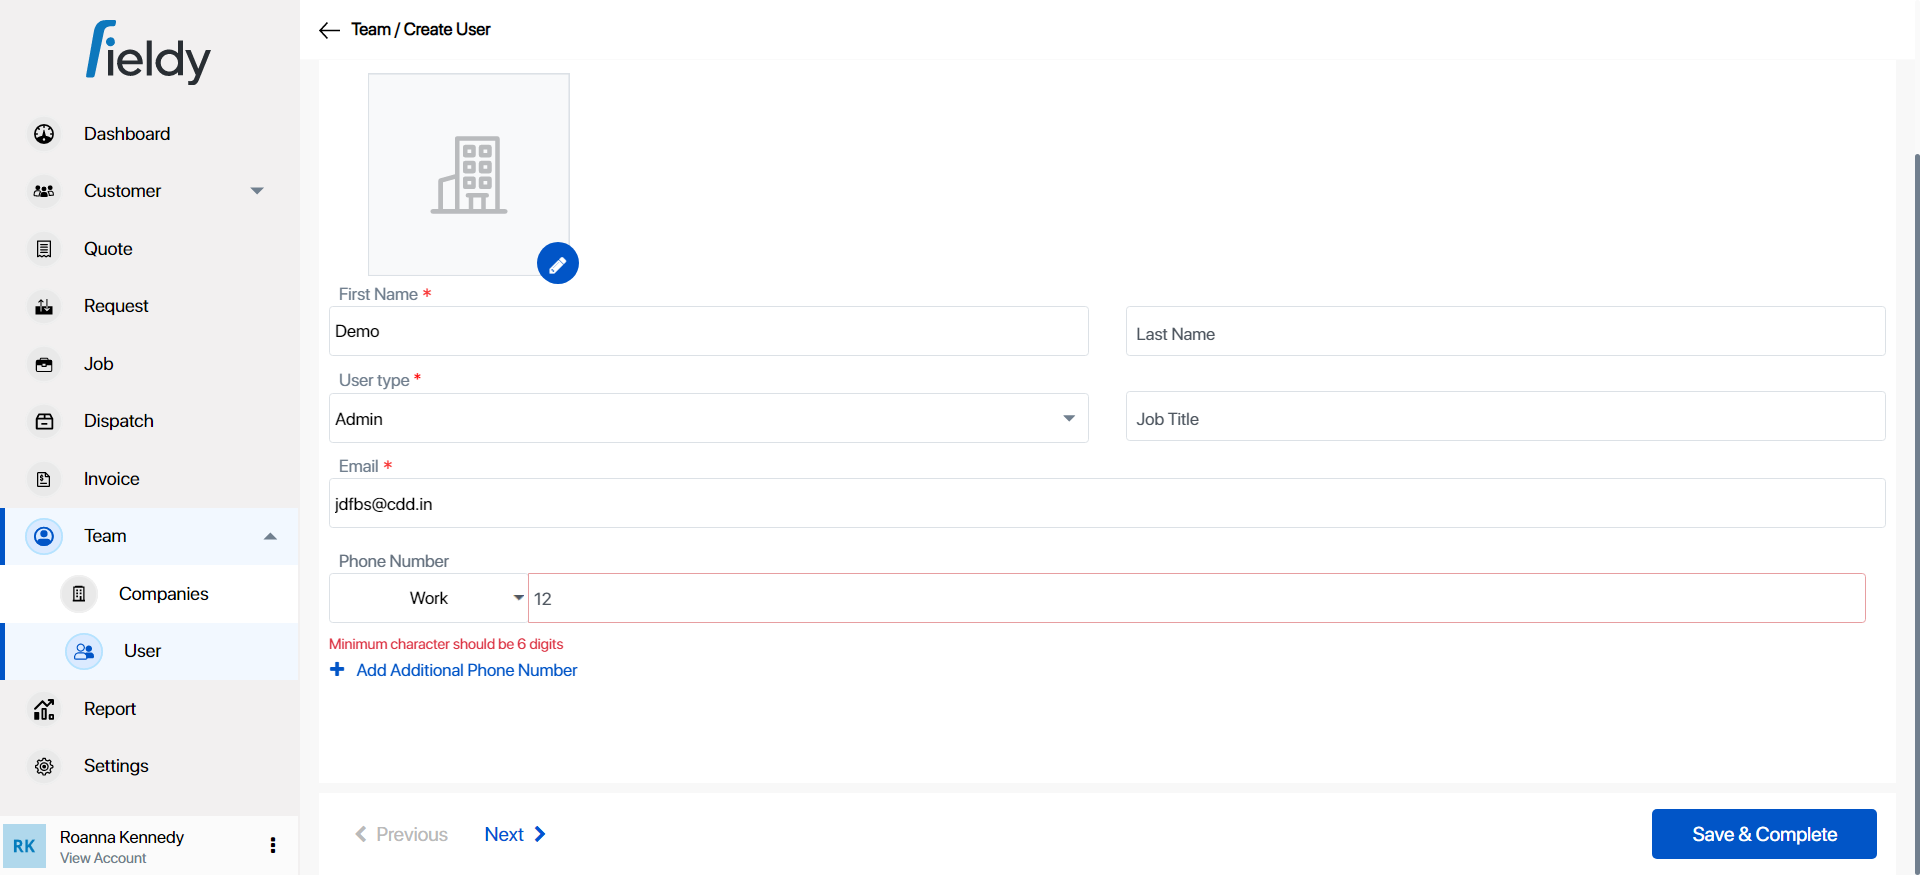 fieldy
Dashboard
Customer
Quote
Request
Job
Dispatch
Invoice
Team
Companies
User
Report
Settings
RK
Roanna Kennedy
View Account
Team / Create User
First Name *
Demo
Last Name
User type *
Admin
Job Title
Email *
jdfbs@cdd.in
Phone Number
Work
12
Minimum character should be 6 digits
+ Add Additional Phone Number
Previous
Next
Save & Complete